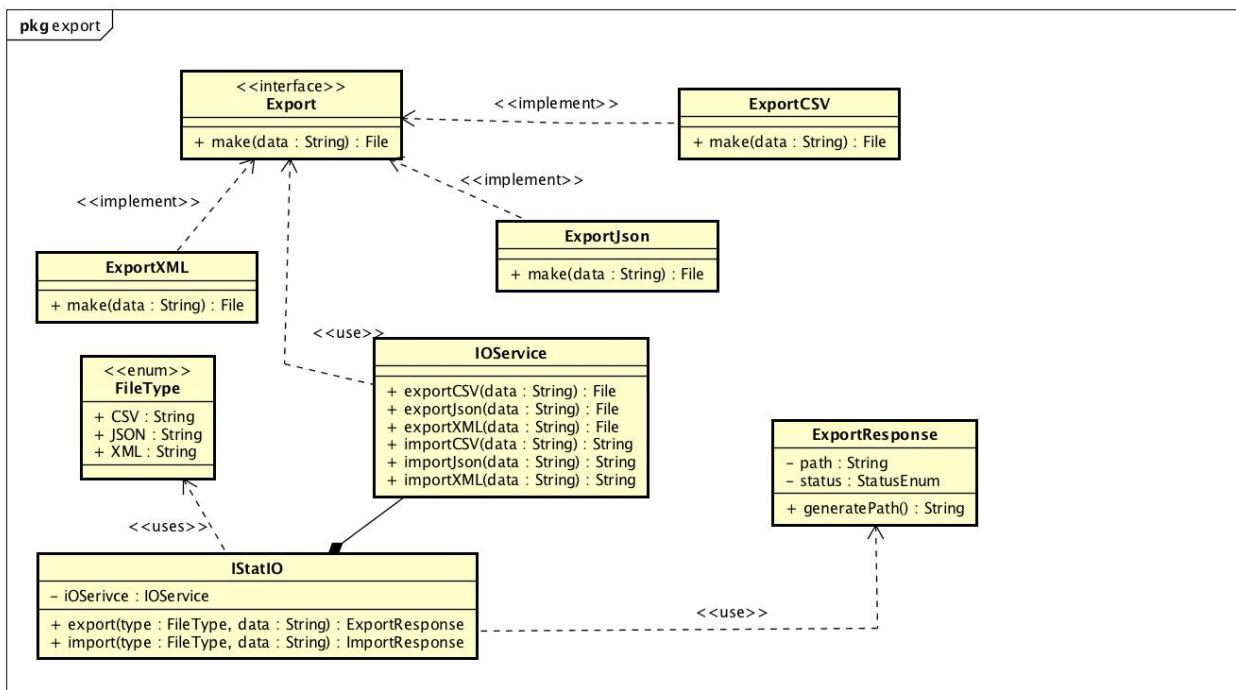 pkg export
<<interface>>
Export
+ make(data : String) : File
<<implement>>
ExportCSV
+ make(data : String) : File
<<implement>>
<<implement>>
ExportJson
+ make(data : String) : File
ExportXML
+ make(data : String) : File
<<use>>
IOService
+ exportCSV(data : String) : File
+ exportJson(data : String) : File
+ exportXML(data : String) : File
+ importCSV(data : String) : String
+ importJson(data : String) : String
+ importXML(data : String) : String
<<enum>>
FileType
+ CSV : String
+ JSON : String
+ XML : String
ExportResponse
- path : String
- status : StatusEnum
+ generatePath() : String
<<uses>>
IStatIO
- iOSerivce : IOService
+ export(type : FileType, data : String) : ExportResponse
+ import(type : FileType, data : String) : ImportResponse
<<use>>